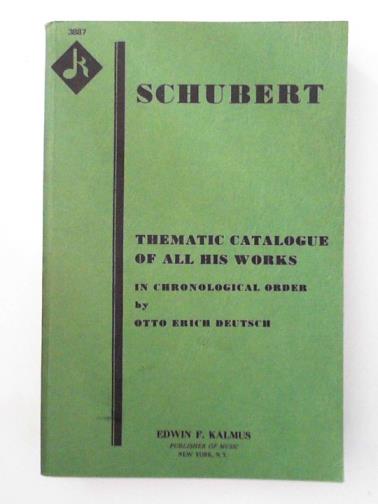 3887
SCHUBERT
THEMATIC CATALOGUE
OF ALL HIS WORKS
IN CHRONOLOGICAL ORDER
by
OTTO ERICH DEUTSCH
EDWIN F. KALMUS
PUBLISHER OF MUSIC
NEW YORK, N.Y.